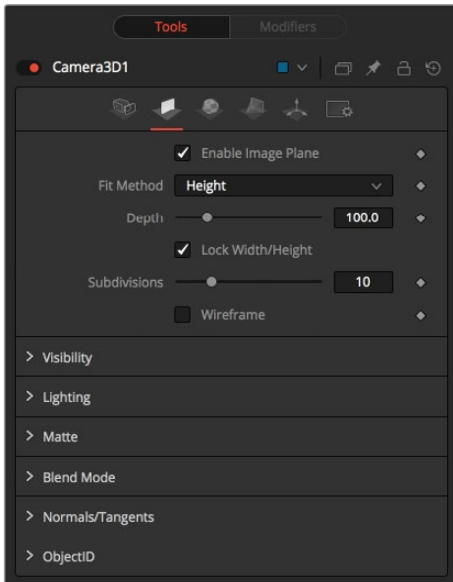 Tools Modifiers
Camera3D1
Enable Image Plane
Fit Method Height
Depth 100.0
Lock Width/Height
Subdivisions 10
Wireframe
Visibility
Lighting
Matte
Blend Mode
Normals/Tangents
ObjectID